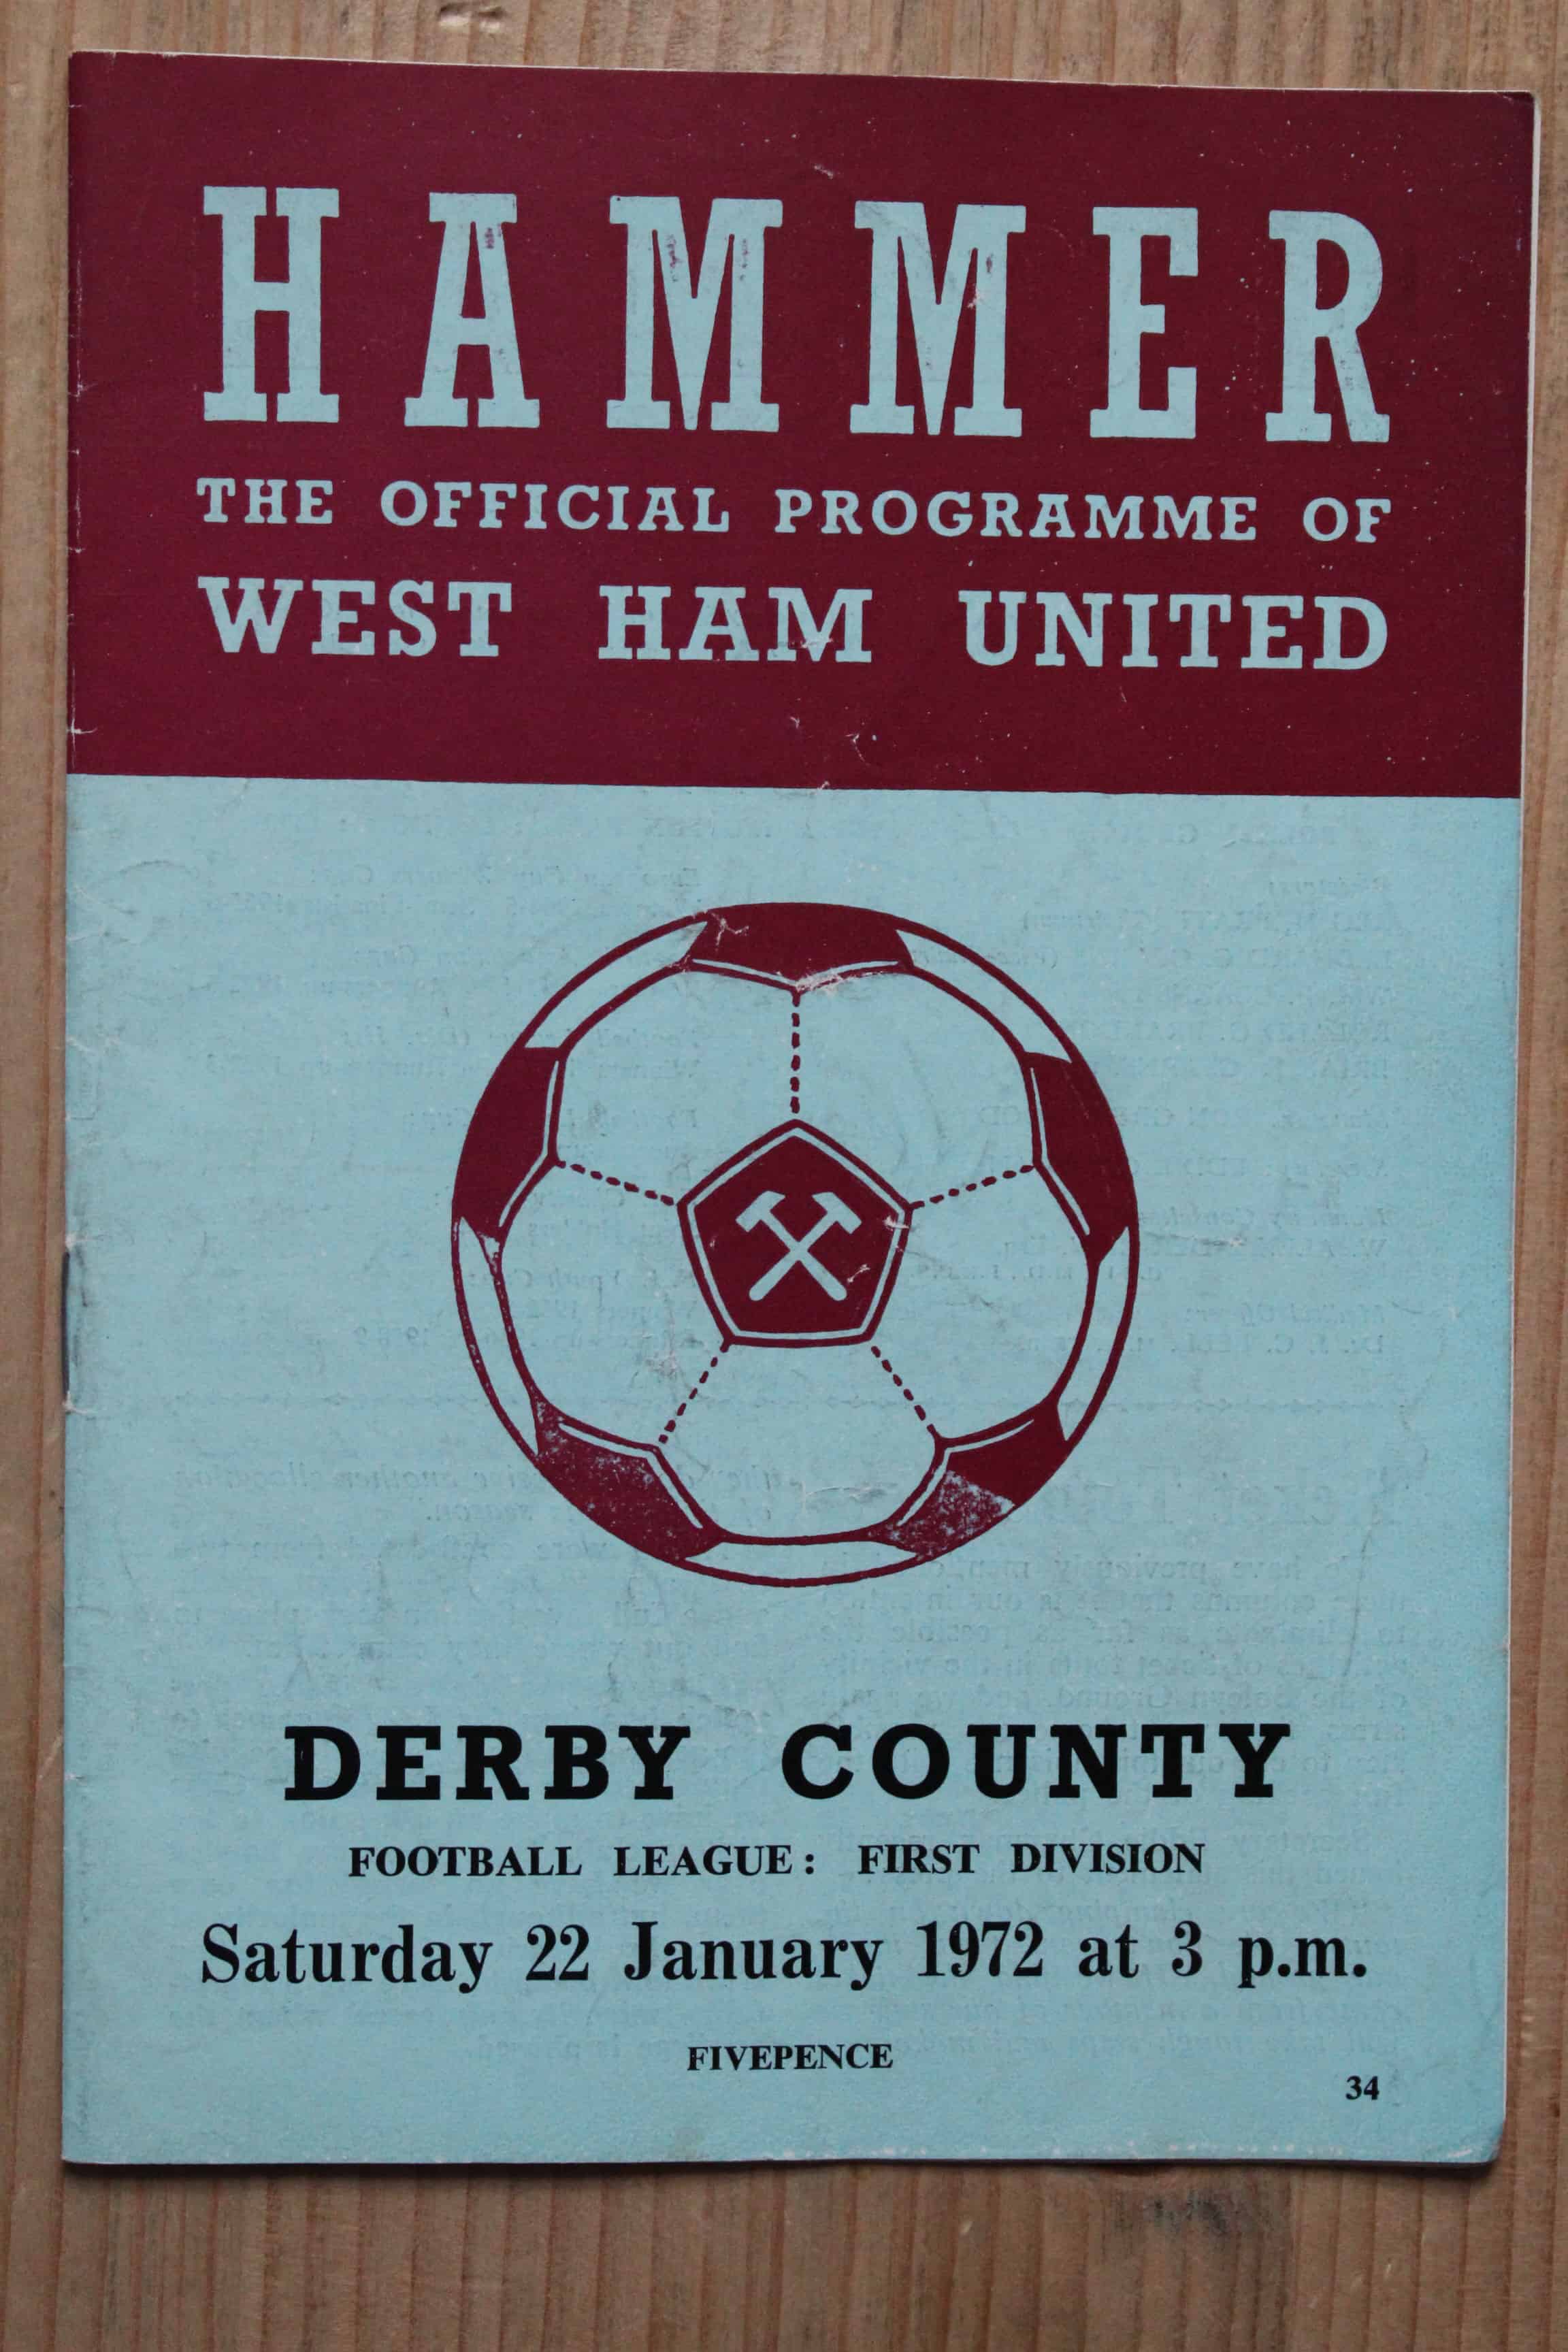 HAMMER
THE OFFICIAL PROGRAMME OF
WEST HAM UNITED
DERBY COUNTY
FOOTBALL LEAGUE: FIRST DIVISION
Saturday 22 January 1972 at 3 p.m.
FIVEPENCE
34